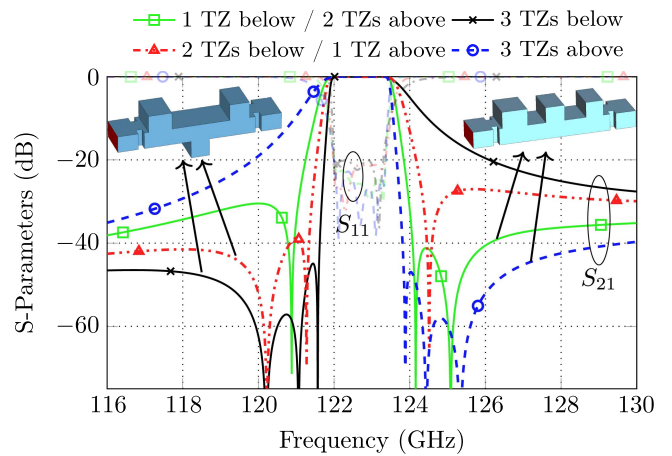 1 TZ below / 2 TZs above 3 TZs below
2 TZs below / 1 TZ above 3 TZs above
0
−20
−40
−60
S-Parameters (dB)
S11
S21
116 118 120 122 124 126 128 130
Frequency (GHz)